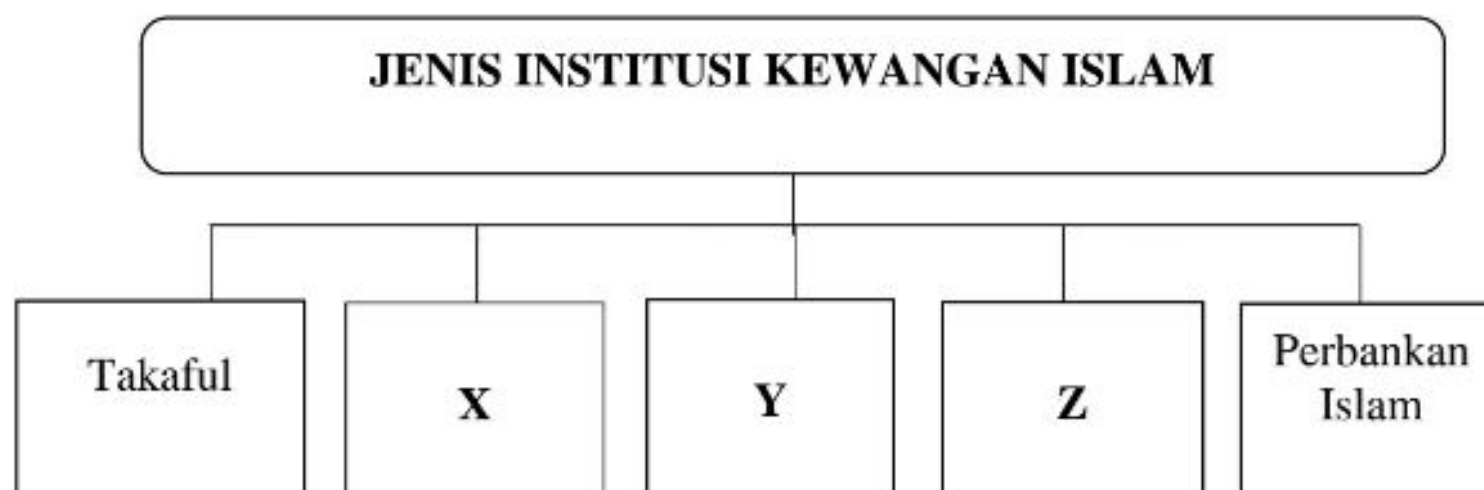 JENIS INSTITUSI KEWANGAN ISLAM
Takaful
X
Y
Z
Perbankan
Islam